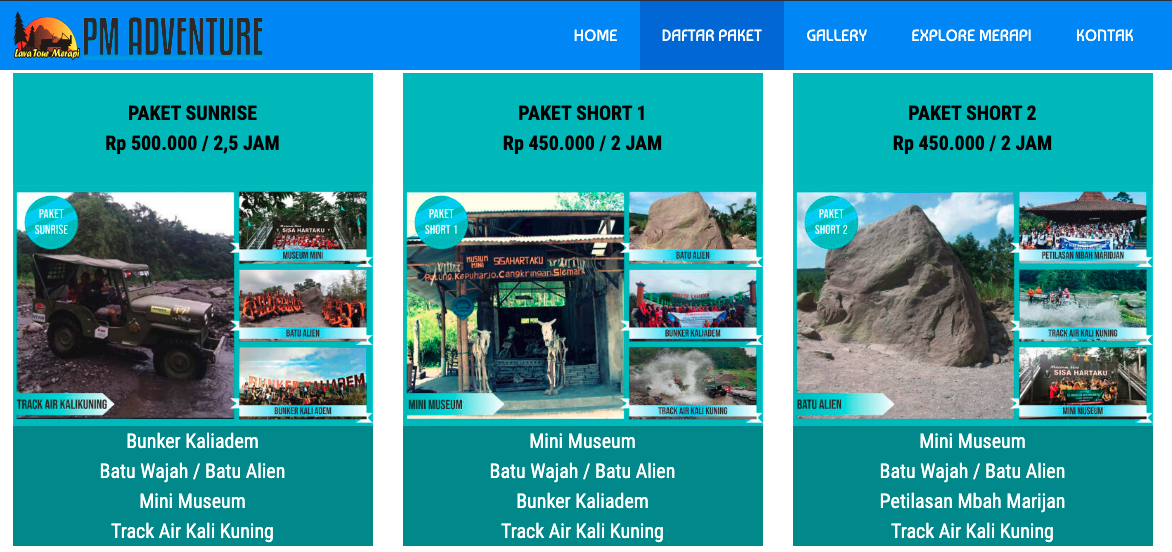 Lava Tour Merapi
PM ADVENTURE
HOME
DAFTAR PAKET
GALLERY
EXPLORE MERAPI
KONTAK
PAKET SUNRISE
Rp 500.000 / 2,5 JAM
PAKET
SUNRISE
MUSEUM MINI
BATU ALIEN
BUNKER KALIADEM
TRACK AIR KALIKUNING
BUNKER KALI ADEM
Bunker Kaliadem
Batu Wajah / Batu Alien
Mini Museum
Track Air Kali Kuning
PAKET SHORT 1
Rp 450.000 / 2 JAM
PAKET
SHORT 1
MUSIUM
MINI
SISAHARTAKU
Petung,Kepuharjo,Cangkringan,Sleman
BATU ALIEN
BUNKER KALIADEM
MINI MUSEUM
TRACK AIR KALI KUNING
Mini Museum
Batu Wajah / Batu Alien
Bunker Kaliadem
Track Air Kali Kuning
PAKET SHORT 2
Rp 450.000 / 2 JAM
PAKET
SHORT 2
PETILASAN MBAH MARIDJAN
TRACK AIR KALI KUNING
SISA HARTAKU
BATU ALIEN
MINI MUSEUM
Mini Museum
Batu Wajah / Batu Alien
Petilasan Mbah Marijan
Track Air Kali Kuning